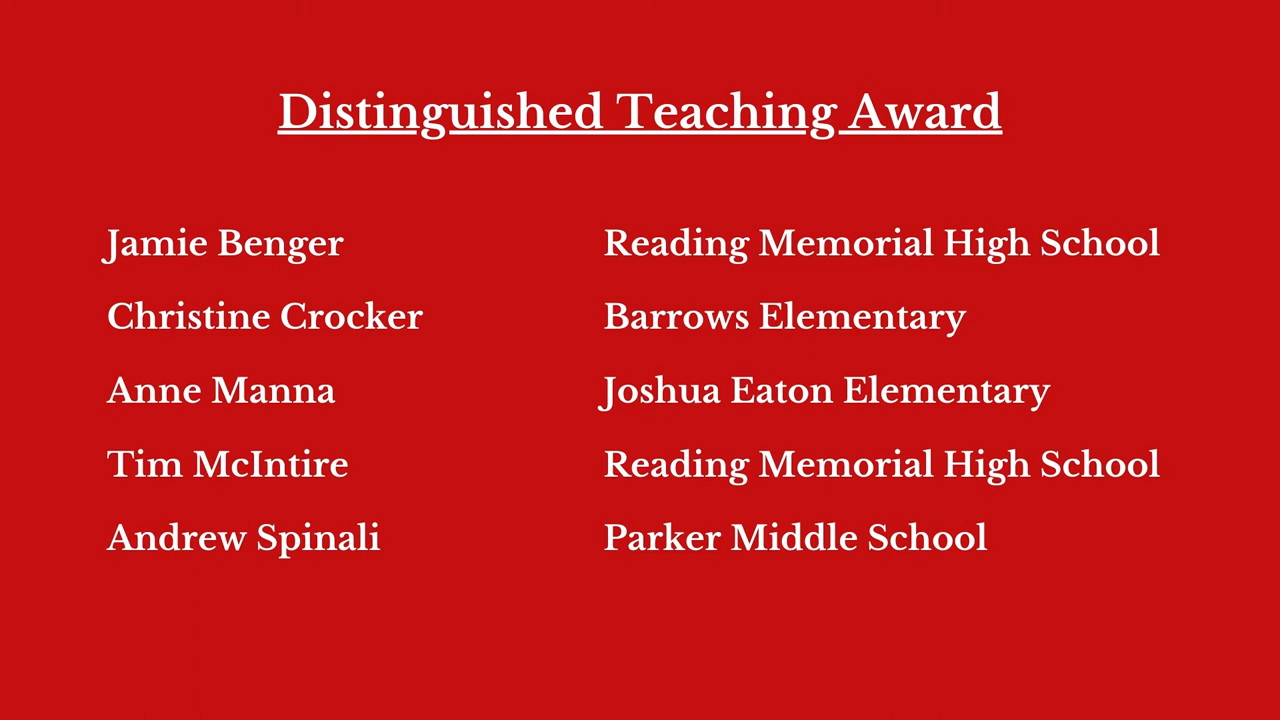 Distinguished Teaching Award
Jamie Benger Reading Memorial High School
Christine Crocker Barrows Elementary
Anne Manna Joshua Eaton Elementary
Tim McIntire Reading Memorial High School
Andrew Spinali Parker Middle School